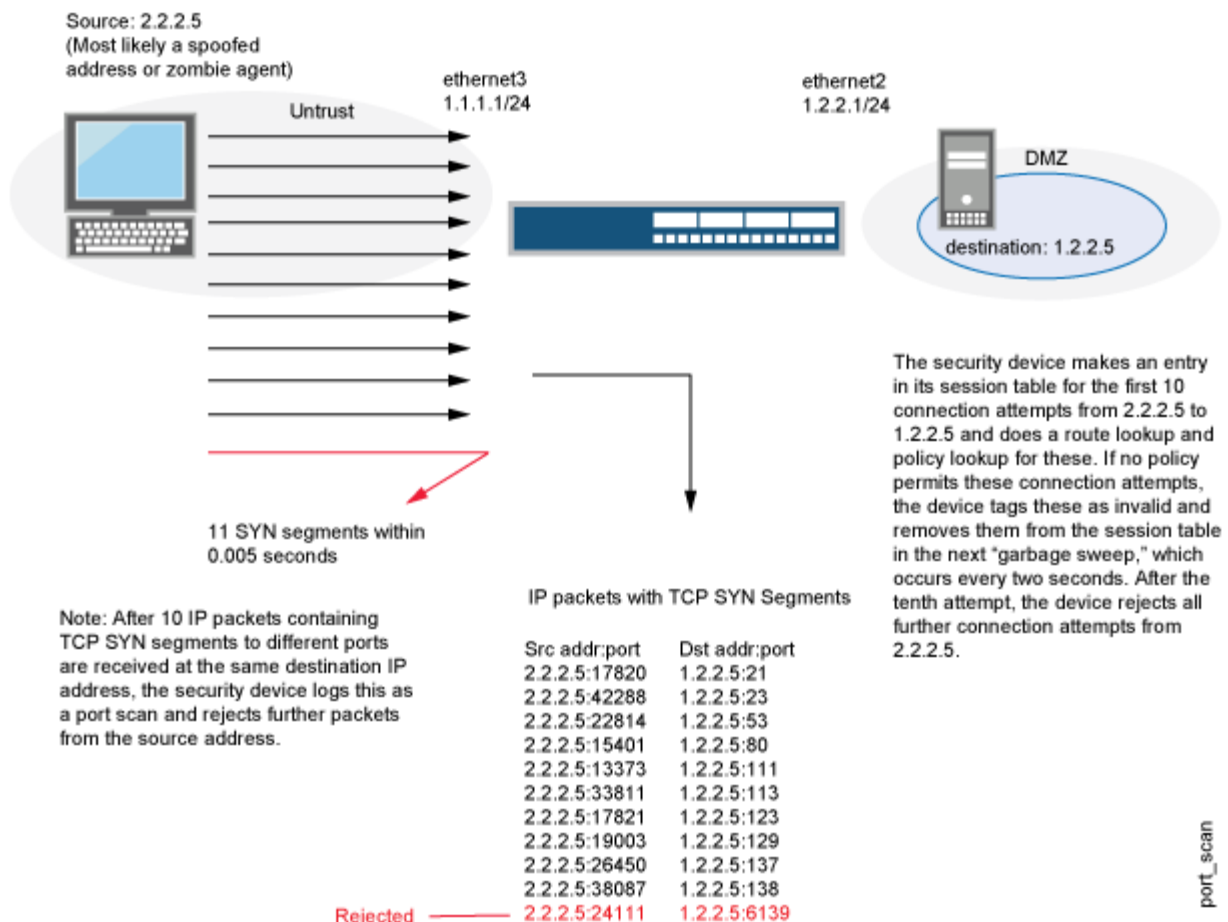 Source: 2.2.2.5
(Most likely a spoofed
address or zombie agent)
ethernet3
1.1.1.1/24
ethernet2
1.2.2.1/24
Untrust
DMZ
destination: 1.2.2.5
The security device makes an entry
in its session table for the first 10
connection attempts from 2.2.2.5 to
1.2.2.5 and does a route lookup and
policy lookup for these. If no policy
permits these connection attempts,
the device tags these as invalid and
removes them from the session table
in the next “garbage sweep,” which
occurs every two seconds. After the
tenth attempt, the device rejects all
further connection attempts from
2.2.2.5.
11 SYN segments within
0.005 seconds
Note: After 10 IP packets containing
TCP SYN segments to different ports
are received at the same destination IP
address, the security device logs this as
a port scan and rejects further packets
from the source address.
IP packets with TCP SYN Segments
Src addr:port Dst addr:port
2.2.2.5:17820 1.2.2.5:21
2.2.2.5:42288 1.2.2.5:23
2.2.2.5:22814 1.2.2.5:53
2.2.2.5:15401 1.2.2.5:80
2.2.2.5:13373 1.2.2.5:111
2.2.2.5:33811 1.2.2.5:113
2.2.2.5:17821 1.2.2.5:123
2.2.2.5:19003 1.2.2.5:129
2.2.2.5:26450 1.2.2.5:137
2.2.2.5:38087 1.2.2.5:138
Rejected 2.2.2.5:24111 1.2.2.5:6139
port_scan